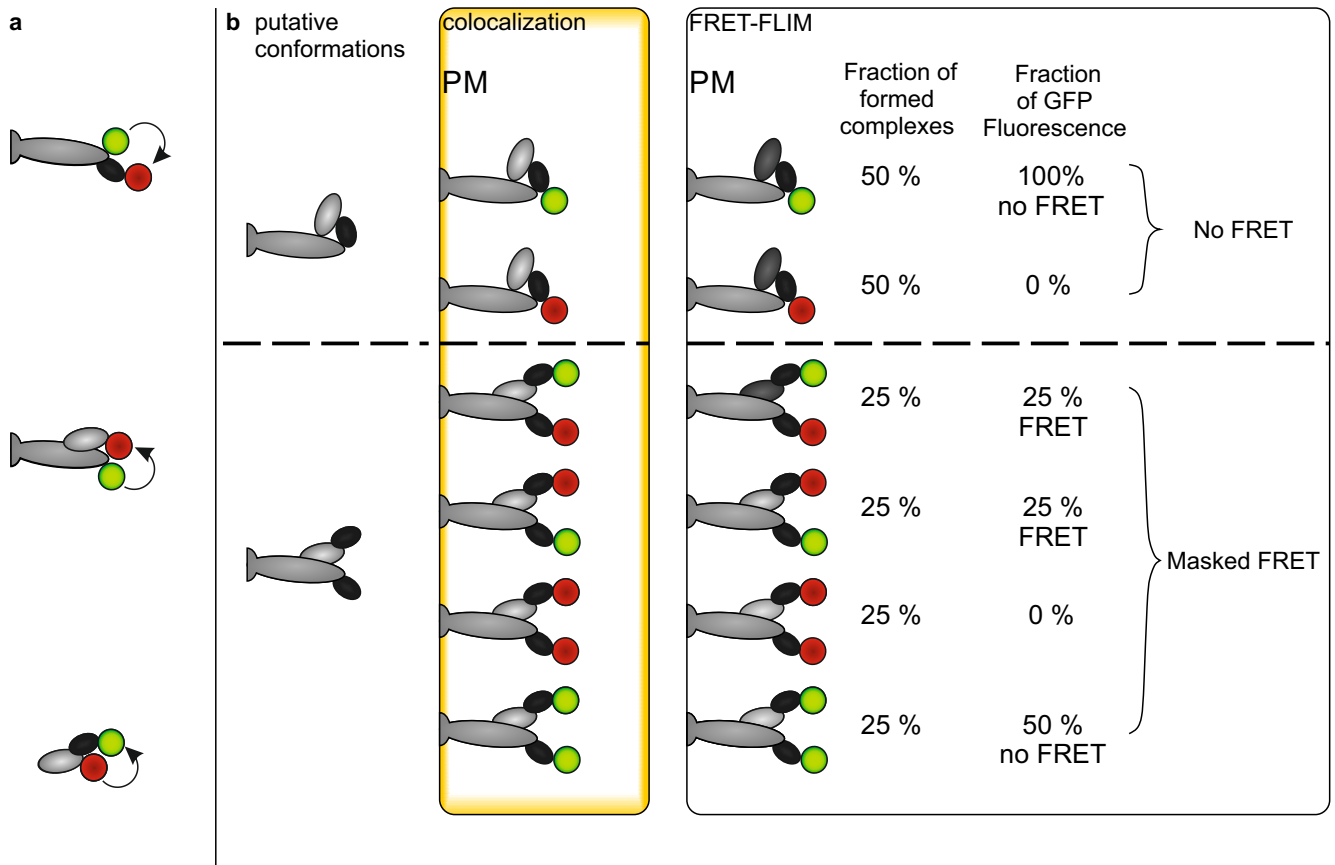 a
b putative
conformations
colocalization
PM
FRET-FLIM
PM
Fraction of
formed
complexes
Fraction
of GFP
Fluorescence
50 %
100%
no FRET
50 %
0 %
No FRET
25 %
25 %
FRET
25 %
25 %
FRET
25 %
0 %
25 %
50 %
no FRET
Masked FRET